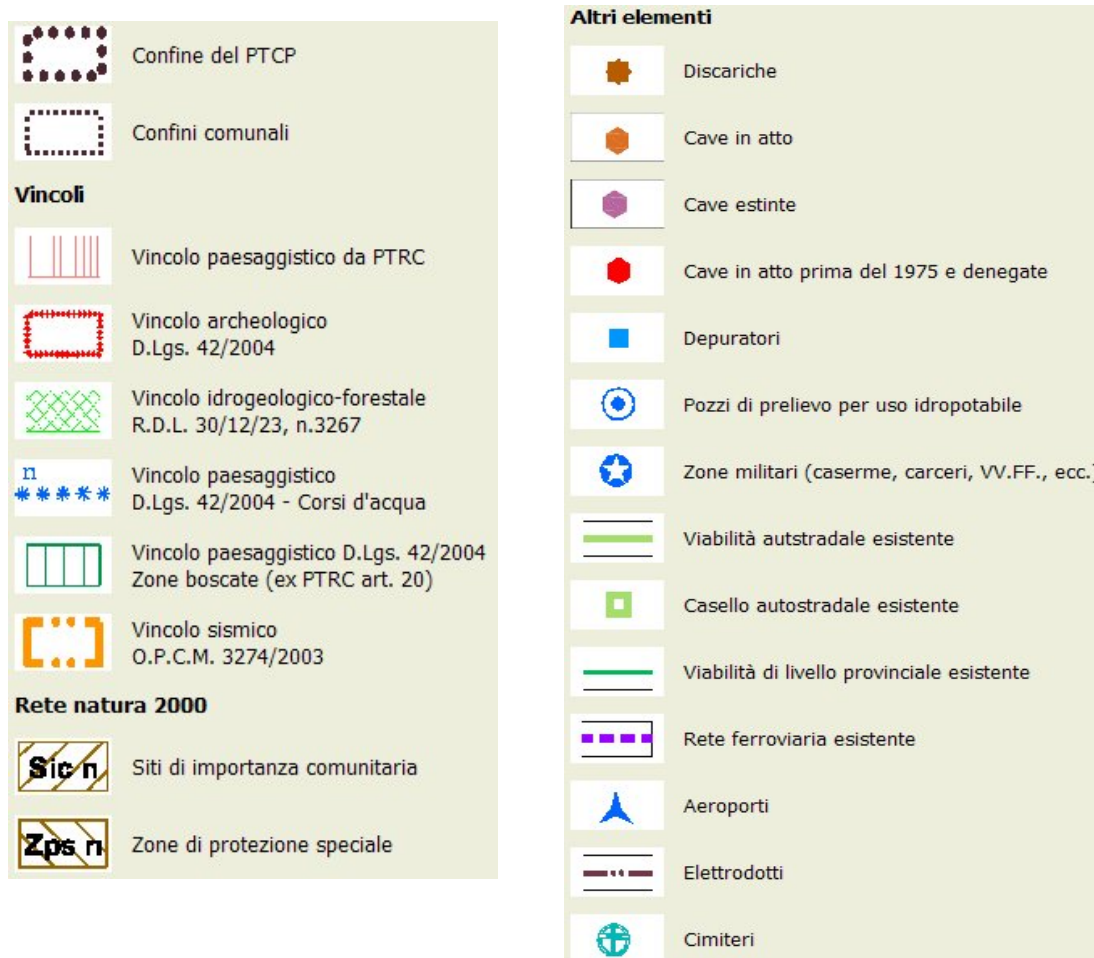 Confine del PTCP
Confini comunali
Vincoli
Vincolo paesaggistico da PTRC
Vincolo archeologico
D.Lgs. 42/2004
Vincolo idrogeologico-forestale
R.D.L. 30/12/23, n.3267
n
Vincolo paesaggistico
D.Lgs. 42/2004 - Corsi d'acqua
Vincolo paesaggistico D.Lgs. 42/2004
Zone boscate (ex PTRC art. 20)
Vincolo sismico
O.P.C.M. 3274/2003
Rete natura 2000
Sic n
Siti di importanza comunitaria
Zps n
Zone di protezione speciale
Altri elementi
Discariche
Cave in atto
Cave estinte
Cave in atto prima del 1975 e denegate
Depuratori
Pozzi di prelievo per uso idropotabile
Zone militari (caserme, carceri, VV.FF., ecc.)
Viabilità autstradale esistente
Casello autostradale esistente
Viabilità di livello provinciale esistente
Rete ferroviaria esistente
Aeroporti
Elettrodotti
Cimiteri